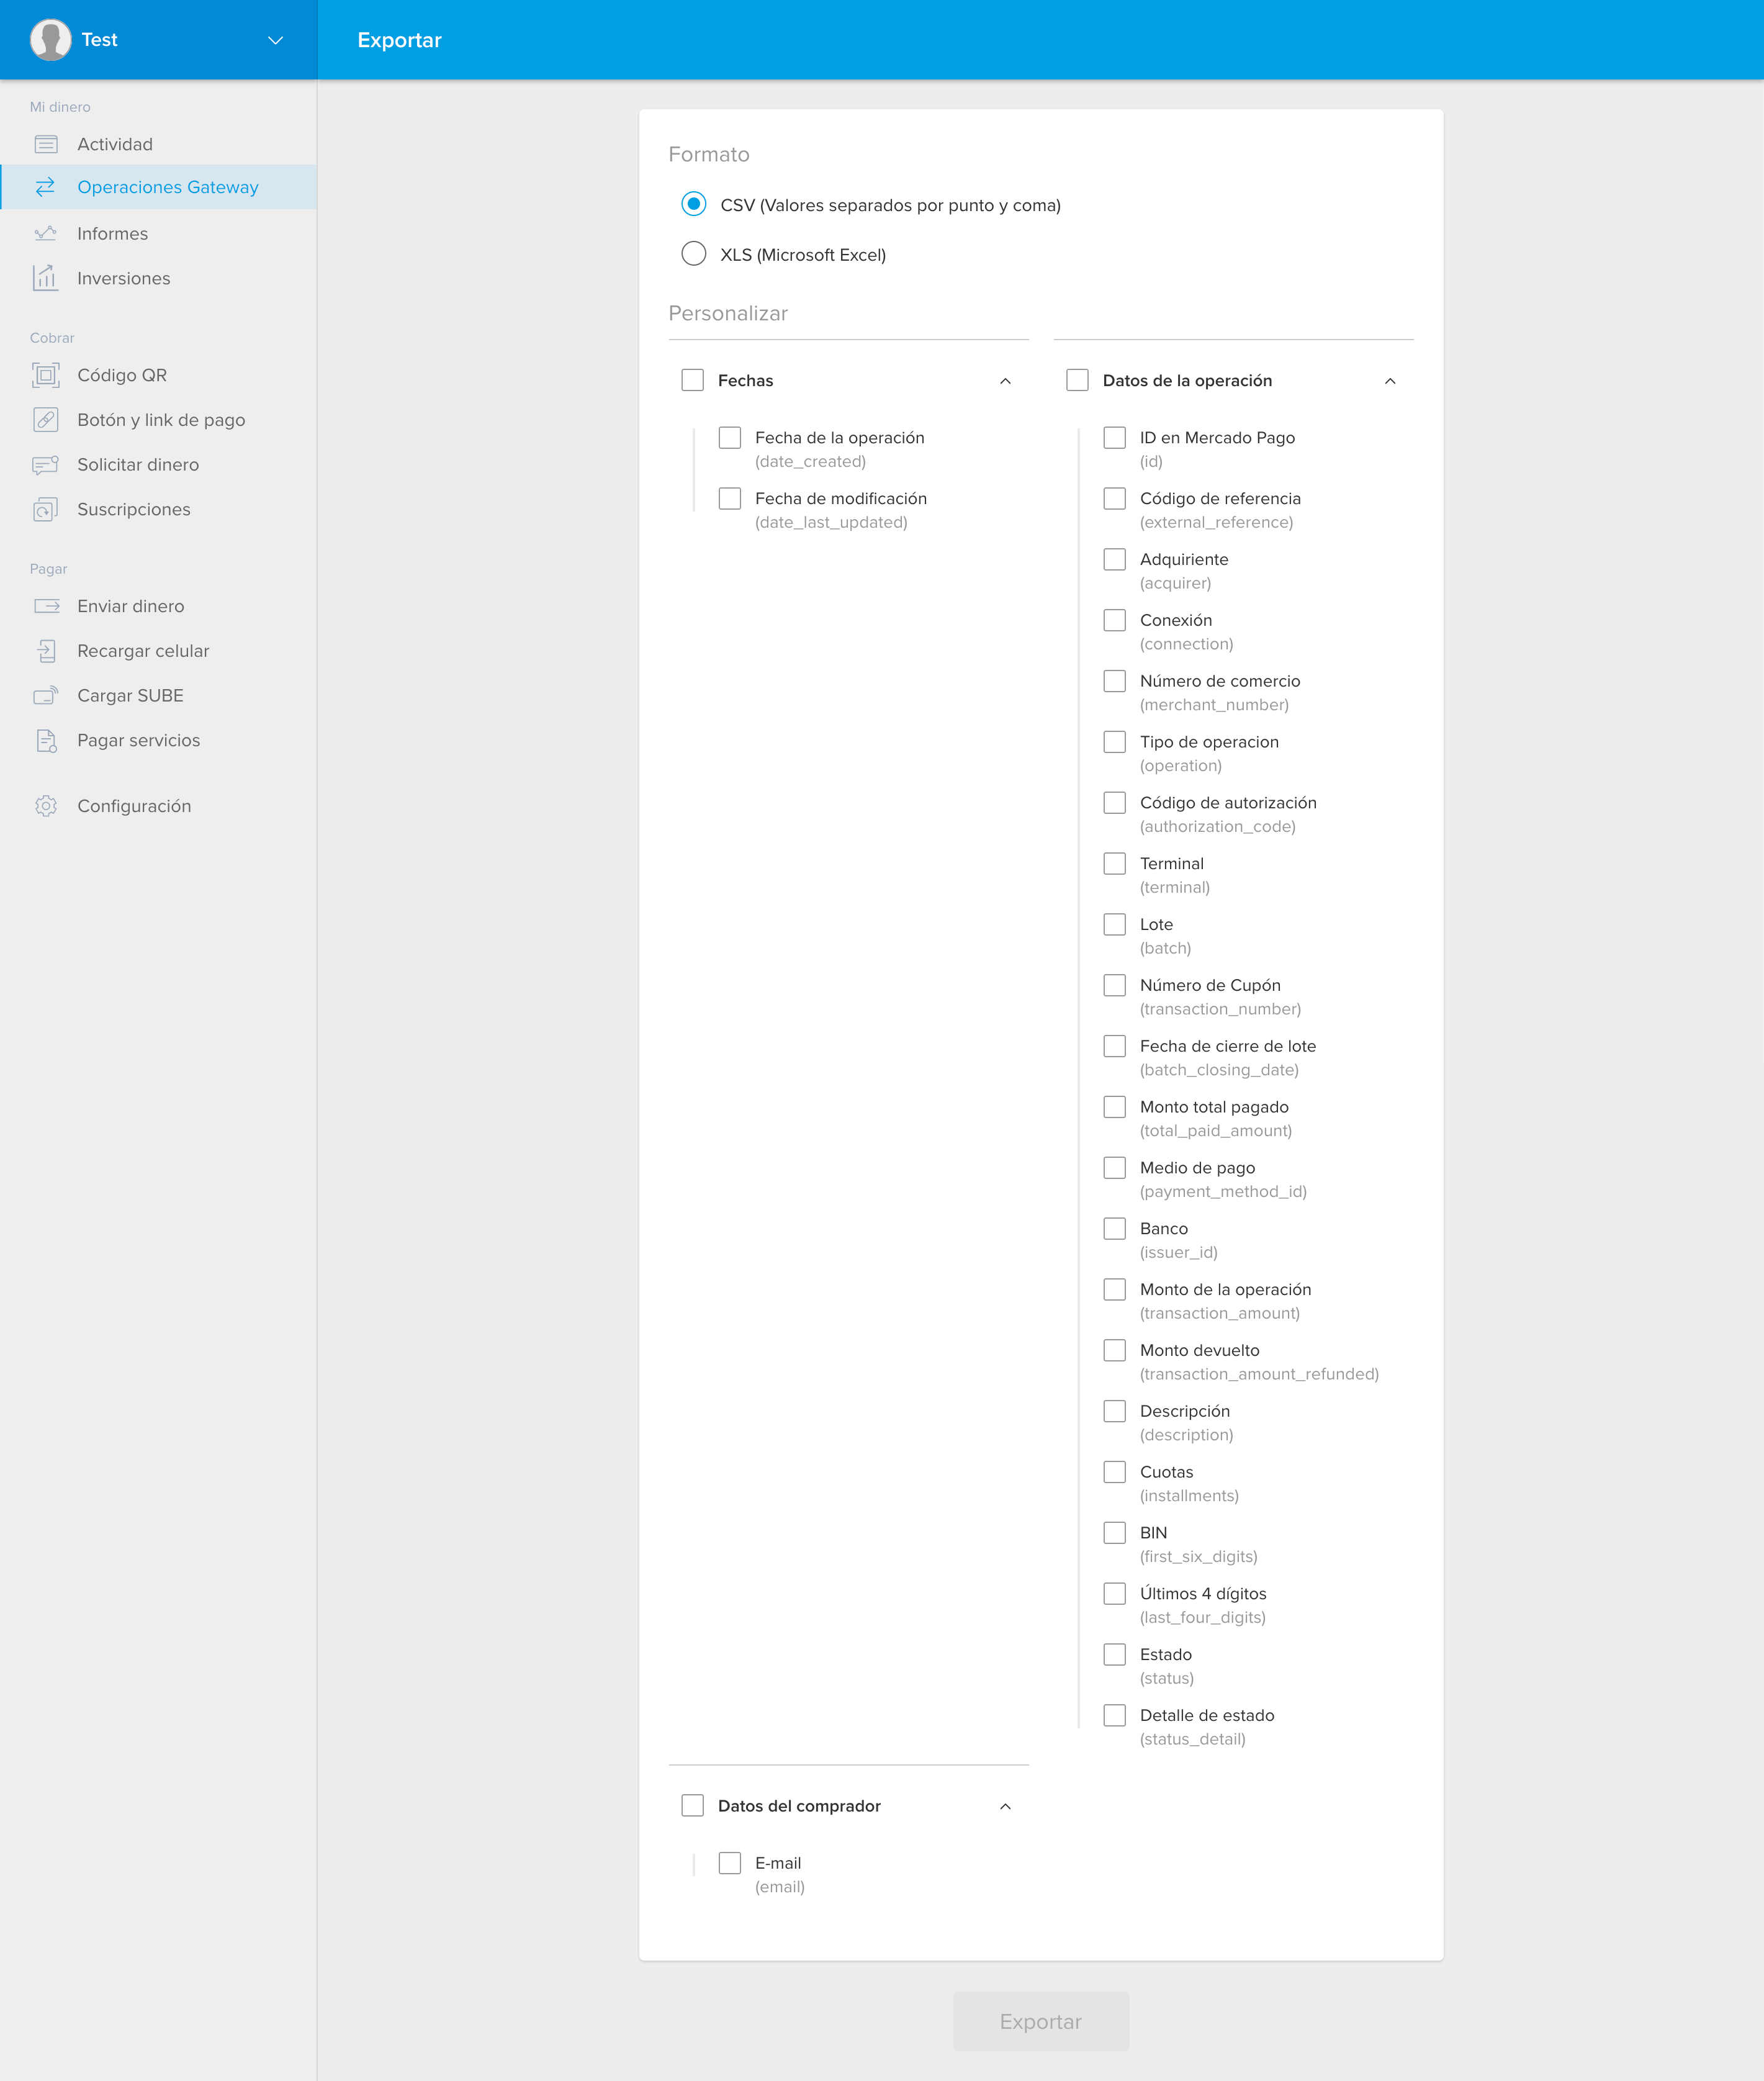 Test
Exportar
Mi dinero
Actividad
Operaciones Gateway
Informes
Inversiones
Cobrar
Código QR
Botón y link de pago
Solicitar dinero
Suscripciones
Pagar
Enviar dinero
Recargar celular
Cargar SUBE
Pagar servicios
Configuración
Formato
CSV (Valores separados por punto y coma)
XLS (Microsoft Excel)
Personalizar
Fechas
Fecha de la operación
(date_created)
Fecha de modificación
(date_last_updated)
Datos de la operación
ID en Mercado Pago
(id)
Código de referencia
(external_reference)
Adquiriente
(acquirer)
Conexión
(connection)
Número de comercio
(merchant_number)
Tipo de operacion
(operation)
Código de autorización
(authorization_code)
Terminal
(terminal)
Lote
(batch)
Número de Cupón
(transaction_number)
Fecha de cierre de lote
(batch_closing_date)
Monto total pagado
(total_paid_amount)
Medio de pago
(payment_method_id)
Banco
(issuer_id)
Monto de la operación
(transaction_amount)
Monto devuelto
(transaction_amount_refunded)
Descripción
(description)
Cuotas
(installments)
BIN
(first_six_digits)
Últimos 4 dígitos
(last_four_digits)
Estado
(status)
Detalle de estado
(status_detail)
Datos del comprador
E-mail
(email)
Exportar